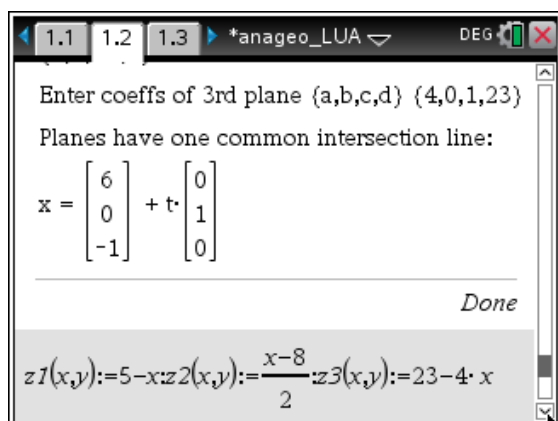 1.1 1.2 1.3 *anageo_LUA DEG
Enter coeffs of 3rd plane {a,b,c,d} {4,0,1,23}
Planes have one common intersection line:
x = [6 0 -1] + t· [0 1 0]
Done
z1(x,y):=5-x:z2(x,y):=(x-8)/2:z3(x,y):=23-4·x